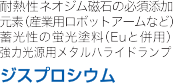 耐熱性ネオジム磁石の必須添加
元素(産業用ロボットアームなど)
蓄光性の蛍光塗料(Euと併用)
強力光源用メタルハライドランプ
ジスプロシウム